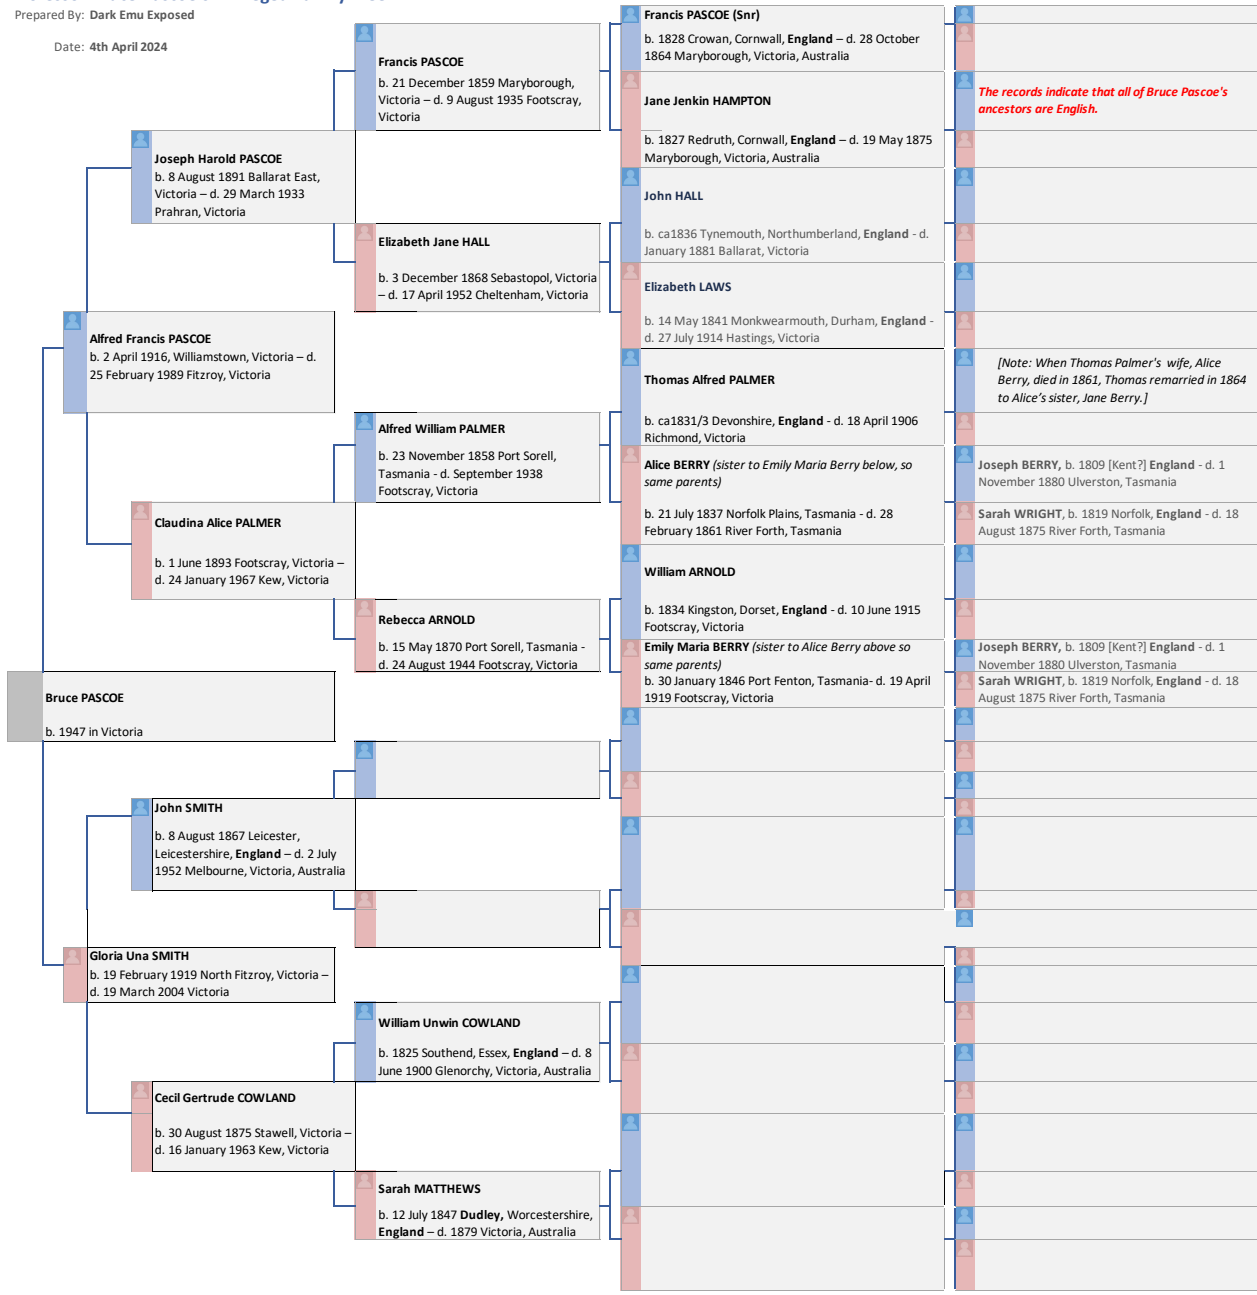 Prepared By: Dark Emu Exposed
Date: 4th April 2024
Francis PASCOE (Snr)
b. 1828 Crowan, Cornwall, England – d. 28 October
1864 Maryborough, Victoria, Australia
Francis PASCOE
b. 21 December 1859 Maryborough,
Victoria – d. 9 August 1935 Footscray,
Victoria
Jane Jenkin HAMPTON
b. 1827 Redruth, Cornwall, England – d. 19 May 1875
Maryborough, Victoria, Australia
The records indicate that all of Bruce Pascoe's
ancestors are English.
Joseph Harold PASCOE
b. 8 August 1891 Ballarat East,
Victoria – d. 29 March 1933
Prahran, Victoria
John HALL
b. ca1836 Tynemouth, Northumberland, England - d.
January 1881 Ballarat, Victoria
Elizabeth Jane HALL
b. 3 December 1868 Sebastopol, Victoria
– d. 17 April 1952 Cheltenham, Victoria
Elizabeth LAWS
b. 14 May 1841 Monkwearmouth, Durham, England -
d. 27 July 1914 Hastings, Victoria
Alfred Francis PASCOE
b. 2 April 1916, Williamstown, Victoria – d.
25 February 1989 Fitzroy, Victoria
Thomas Alfred PALMER
b. ca1831/3 Devonshire, England - d. 18 April 1906
Richmond, Victoria
[Note: When Thomas Palmer's wife, Alice
Berry, died in 1861, Thomas remarried in 1864
to Alice's sister, Jane Berry.]
Alfred William PALMER
b. 23 November 1858 Port Sorell,
Tasmania - d. September 1938
Footscray, Victoria
Alice BERRY (sister to Emily Maria Berry below, so
same parents)
b. 21 July 1837 Norfolk Plains, Tasmania - d. 28
February 1861 River Forth, Tasmania
Joseph BERRY, b. 1809 [Kent?] England - d. 1
November 1880 Ulverston, Tasmania
Sarah WRIGHT, b. 1819 Norfolk, England - d. 18
August 1875 River Forth, Tasmania
Claudina Alice PALMER
b. 1 June 1893 Footscray, Victoria –
d. 24 January 1967 Kew, Victoria
William ARNOLD
b. 1834 Kingston, Dorset, England - d. 10 June 1915
Footscray, Victoria
Rebecca ARNOLD
b. 15 May 1870 Port Sorell, Tasmania -
d. 24 August 1944 Footscray, Victoria
Emily Maria BERRY (sister to Alice Berry above so
same parents)
b. 30 January 1846 Port Fenton, Tasmania- d. 19 April
1919 Footscray, Victoria
Joseph BERRY, b. 1809 [Kent?] England - d. 1
November 1880 Ulverston, Tasmania
Sarah WRIGHT, b. 1819 Norfolk, England - d. 18
August 1875 River Forth, Tasmania
Bruce PASCOE
b. 1947 in Victoria
John SMITH
b. 8 August 1867 Leicester,
Leicestershire, England – d. 2 July
1952 Melbourne, Victoria, Australia
Gloria Una SMITH
b. 19 February 1919 North Fitzroy, Victoria –
d. 19 March 2004 Victoria
William Unwin COWLAND
b. 1825 Southend, Essex, England – d. 8
June 1900 Glenorchy, Victoria, Australia
Cecil Gertrude COWLAND
b. 30 August 1875 Stawell, Victoria –
d. 16 January 1963 Kew, Victoria
Sarah MATTHEWS
b. 12 July 1847 Dudley, Worcestershire,
England – d. 1879 Victoria, Australia